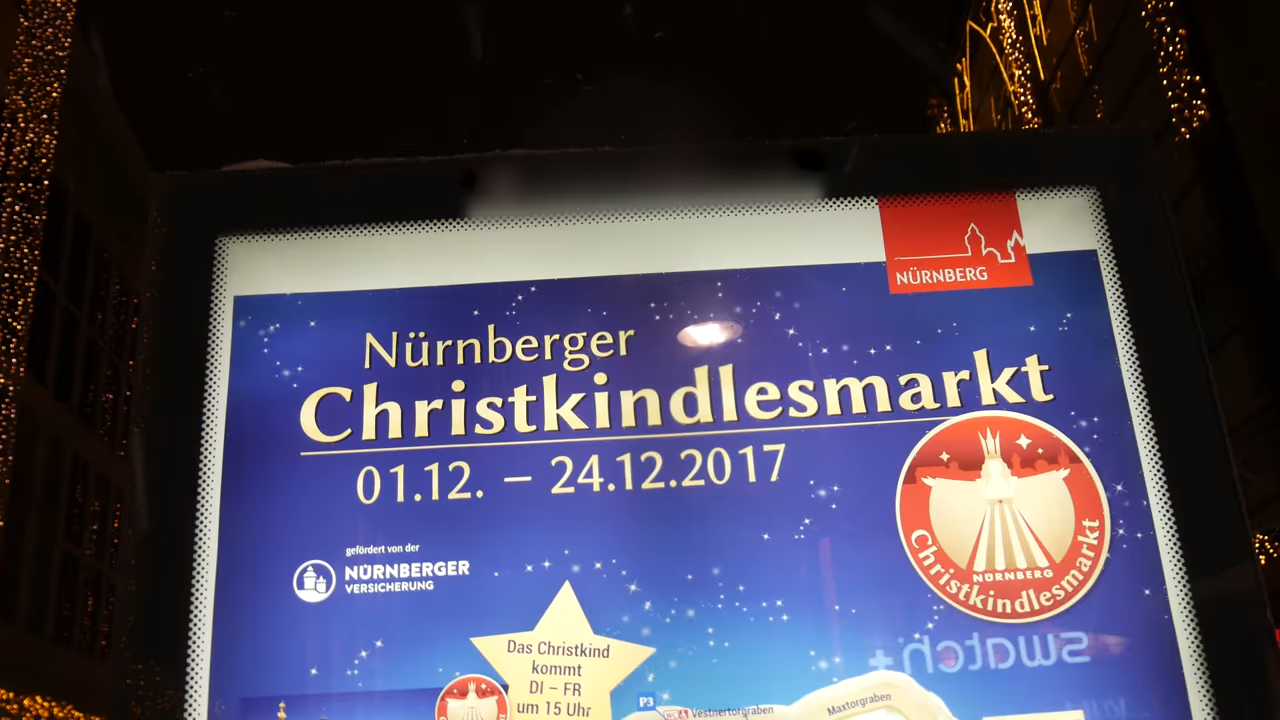 NÜRNBERG
Nürnberger
Christkindlesmarkt
01.12. – 24.12.2017
gefördert von der
NÜRNBERGER
VERSICHERUNG
NÜRNBERG
Christkindlesmarkt
swatch+
Das Christkind
kommt
DI – FR
um 15 Uhr
P3
Vestnertorgraben
Maxtorgraben